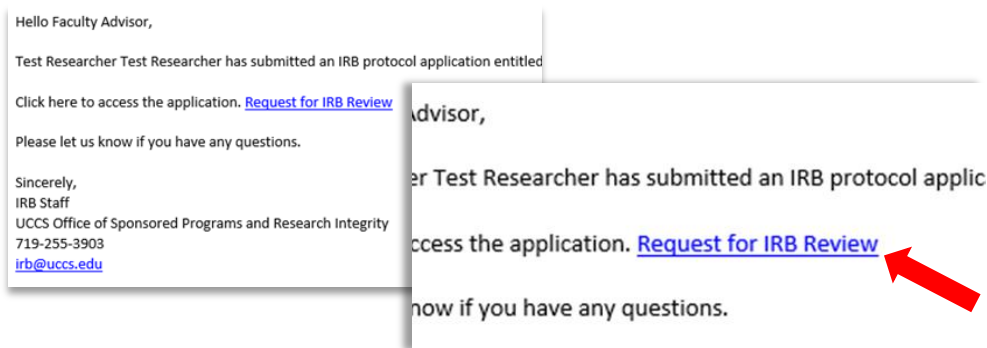 Hello Faculty Advisor,
Test Researcher Test Researcher has submitted an IRB protocol application entitled
Click here to access the application. Request for IRB Review
Please let us know if you have any questions.
Sincerely,
IRB Staff
UCCS Office of Sponsored Programs and Research Integrity
719-255-3903
irb@uccs.edu
Advisor,
er Test Researcher has submitted an IRB protocol applic
ccess the application. Request for IRB Review
now if you have any questions.